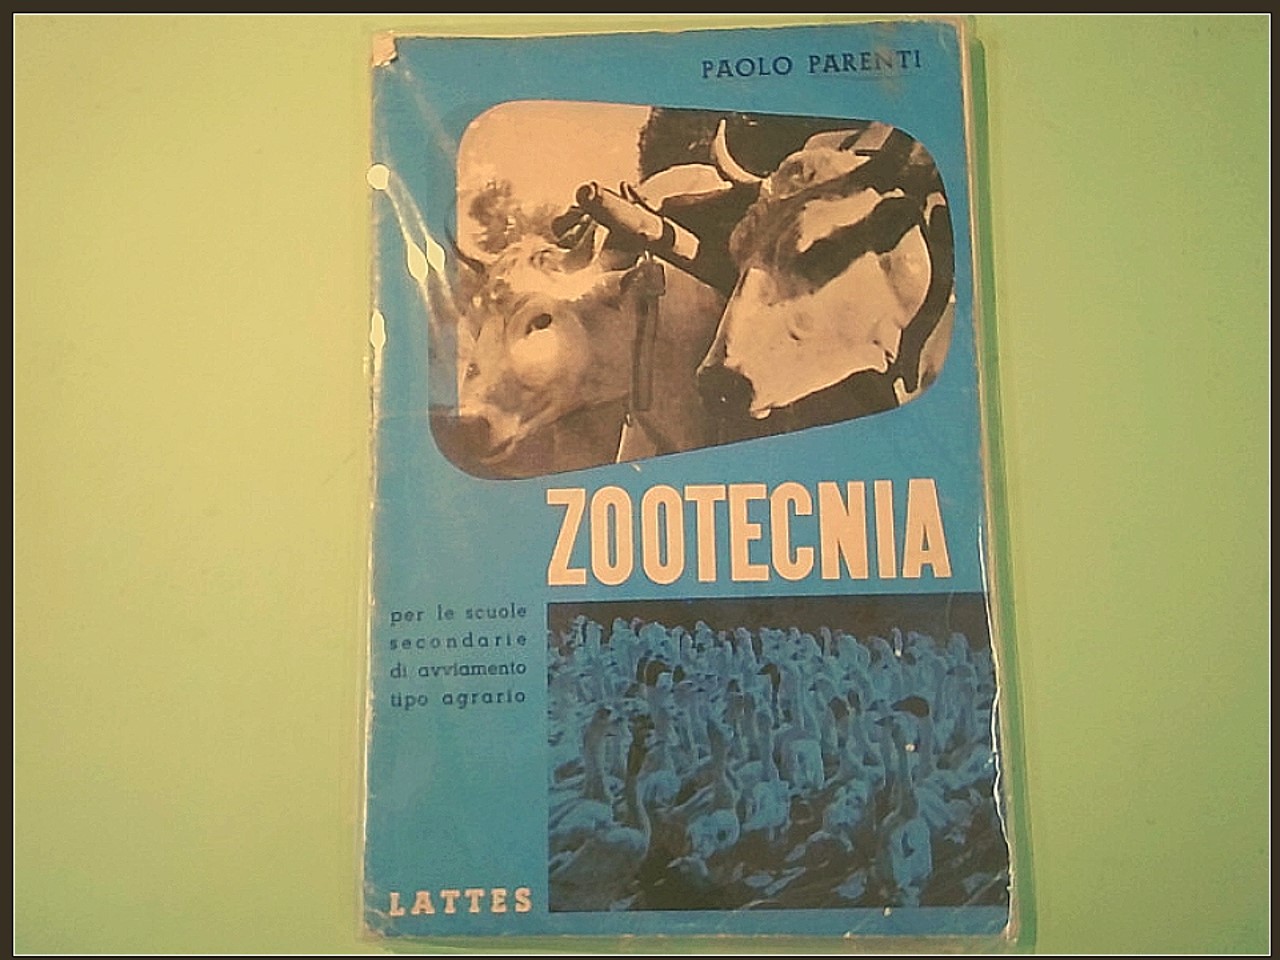 PAOLO PARENTI
ZOOTECNIA
per le scuole
secondarie
di avviamento
tipo agrario
LATTES